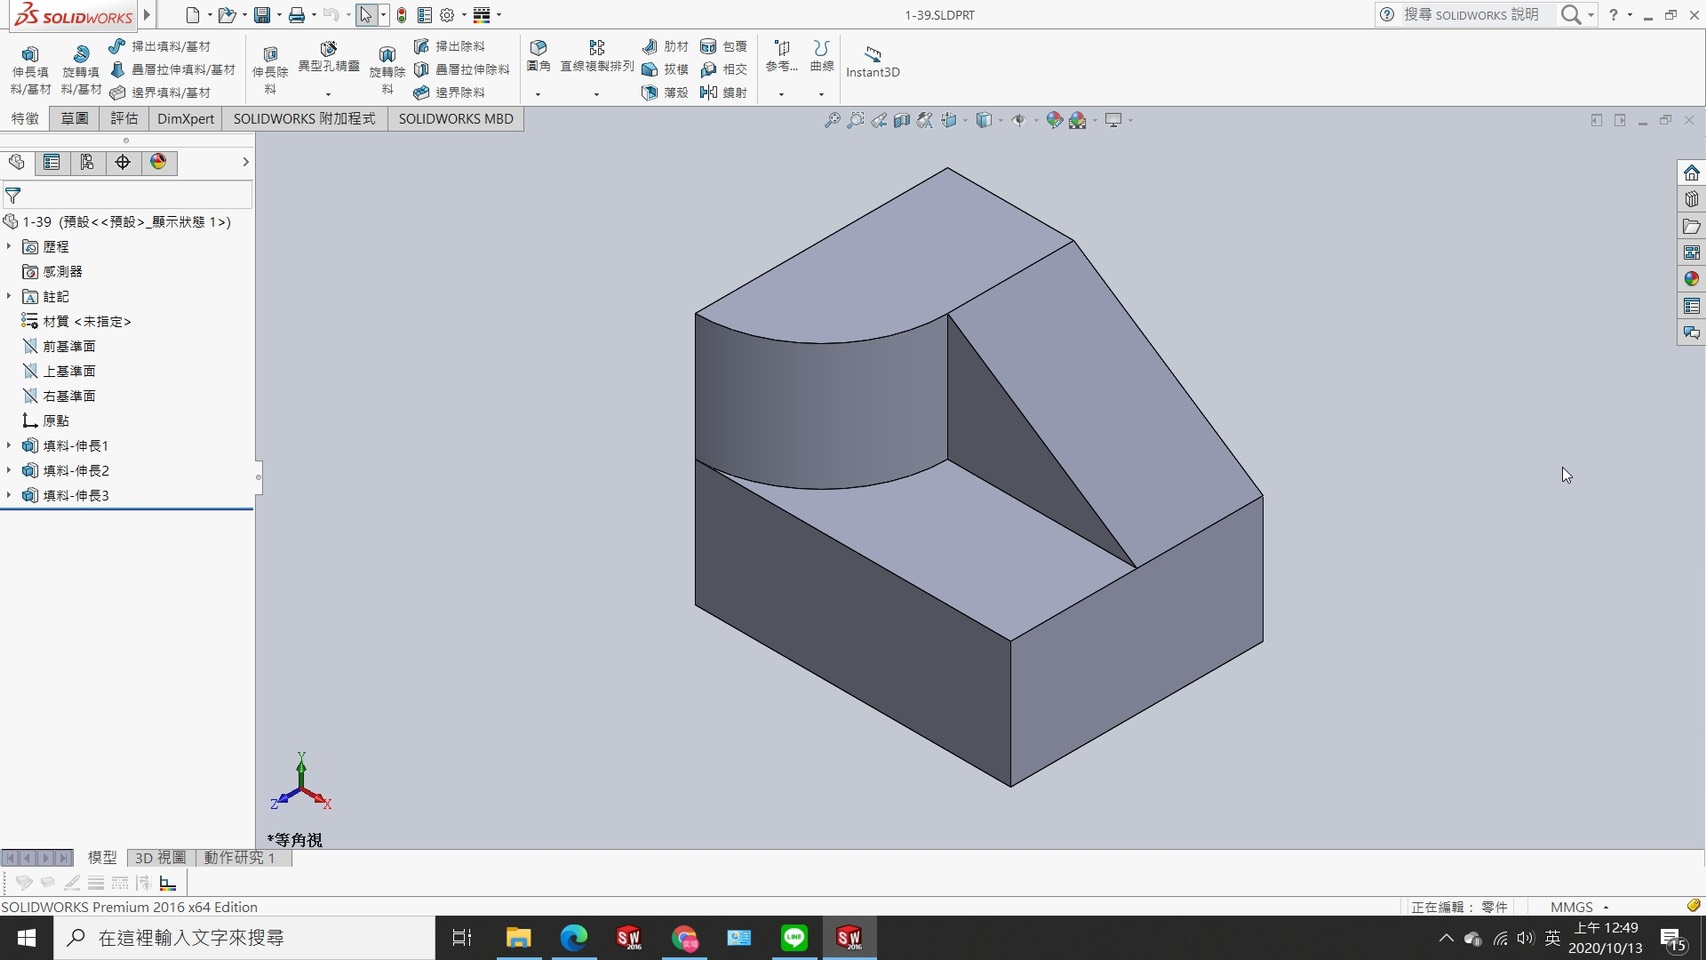 SOLIDWORKS
1-39.SLDPRT
搜尋 SOLIDWORKS 說明
伸長填料/基材
旋轉填料/基材
掃出填料/基材
疊層拉伸填料/基材
邊界填料/基材
伸長除料
異型孔精靈
旋轉除料
掃出除料
疊層拉伸除料
邊界除料
圓角
直線複製排列
肋材
拔模
薄殼
包覆
相交
鏡射
參考...
曲線
Instant3D
特徵
草圖
評估
DimXpert
SOLIDWORKS 附加程式
SOLIDWORKS MBD
1-39 (預設<<預設>_顯示狀態 1>)
歷程
感測器
註記
材質 <未指定>
前基準面
上基準面
右基準面
原點
填料-伸長1
填料-伸長2
填料-伸長3
Y
Z
X
*等角視
模型
3D 視圖
動作研究 1
SOLIDWORKS Premium 2016 x64 Edition
正在編輯： 零件
MMGS
在這裡輸入文字來搜尋
SW
2016
SW
2016
英
上午 12:49
2020/10/13
15